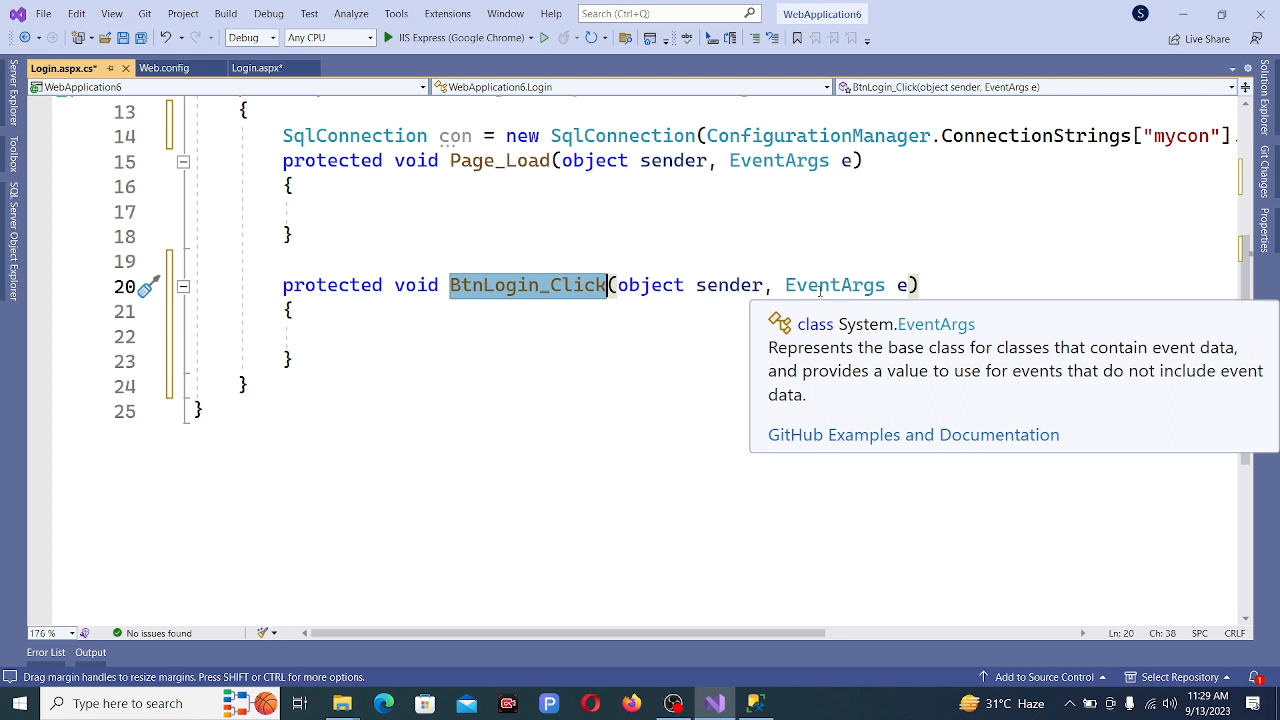 File Edit View Git Project Build Debug Test Analyze Tools Extensions Window Help Search (Ctrl+Q) WebApplication6 S
Debug Any CPU IIS Express (Google Chrome) Live Share
Login.aspx.cs* Web.config Login.aspx*
WebApplication6 WebApplication6.Login BtnLogin_Click(object sender, EventArgs e)
Server Explorer
Toolbox
SQL Server Object Explorer
13 {
14 SqlConnection con = new SqlConnection(ConfigurationManager.ConnectionStrings["mycon"].
15 protected void Page_Load(object sender, EventArgs e)
16 {
17
18 }
19
20 protected void BtnLogin_Click(object sender, EventArgs e)
21 {
22
23 }
24 }
25 }
class System.EventArgs
Represents the base class for classes that contain event data,
and provides a value to use for events that do not include event
data.
GitHub Examples and Documentation
Solution Explorer
Git Changes
Properties
176 % No issues found Ln: 20 Ch: 38 SPC CRLF
Error List Output
Drag margin handles to resize margins. Press SHIFT or CTRL for more options. Add to Source Control Select Repository 1
Type here to search 31°C Haze 11:29 AM
9/13/2023